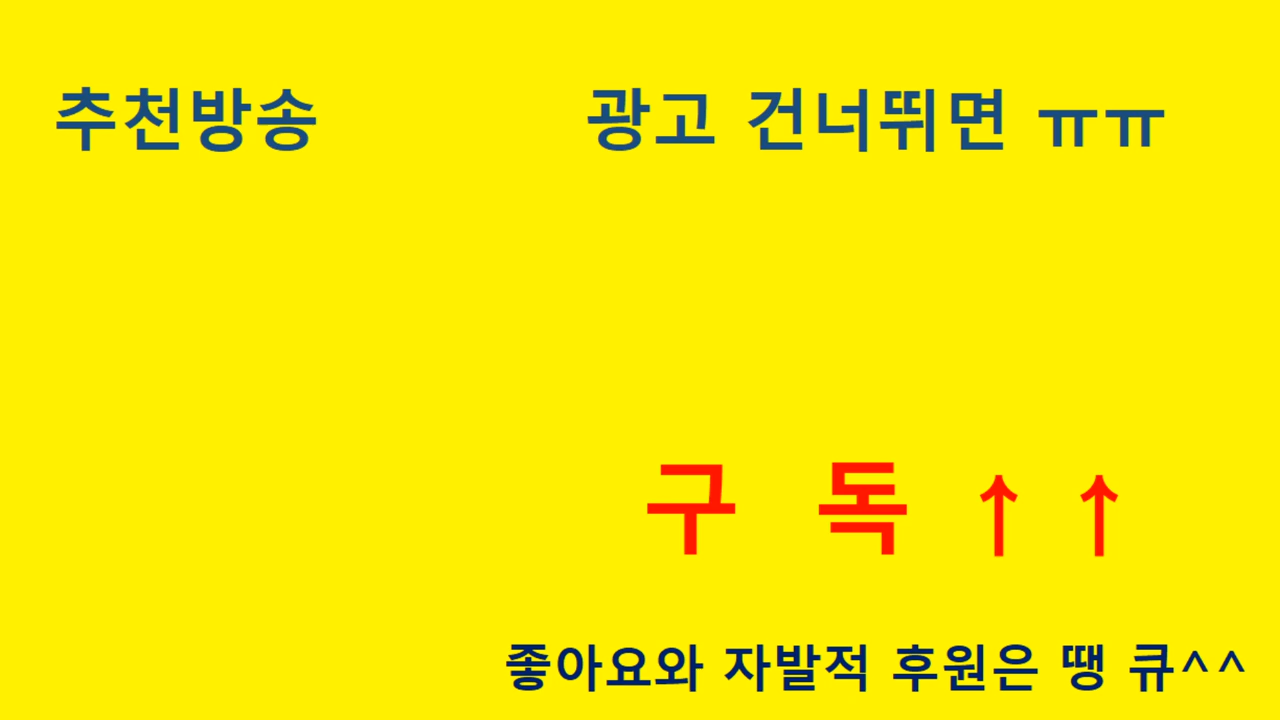 추천방송
광고 건너뛰면 ㅠㅠ
구 독 ↑ ↑
좋아요와 자발적 후원은 땡 큐^^